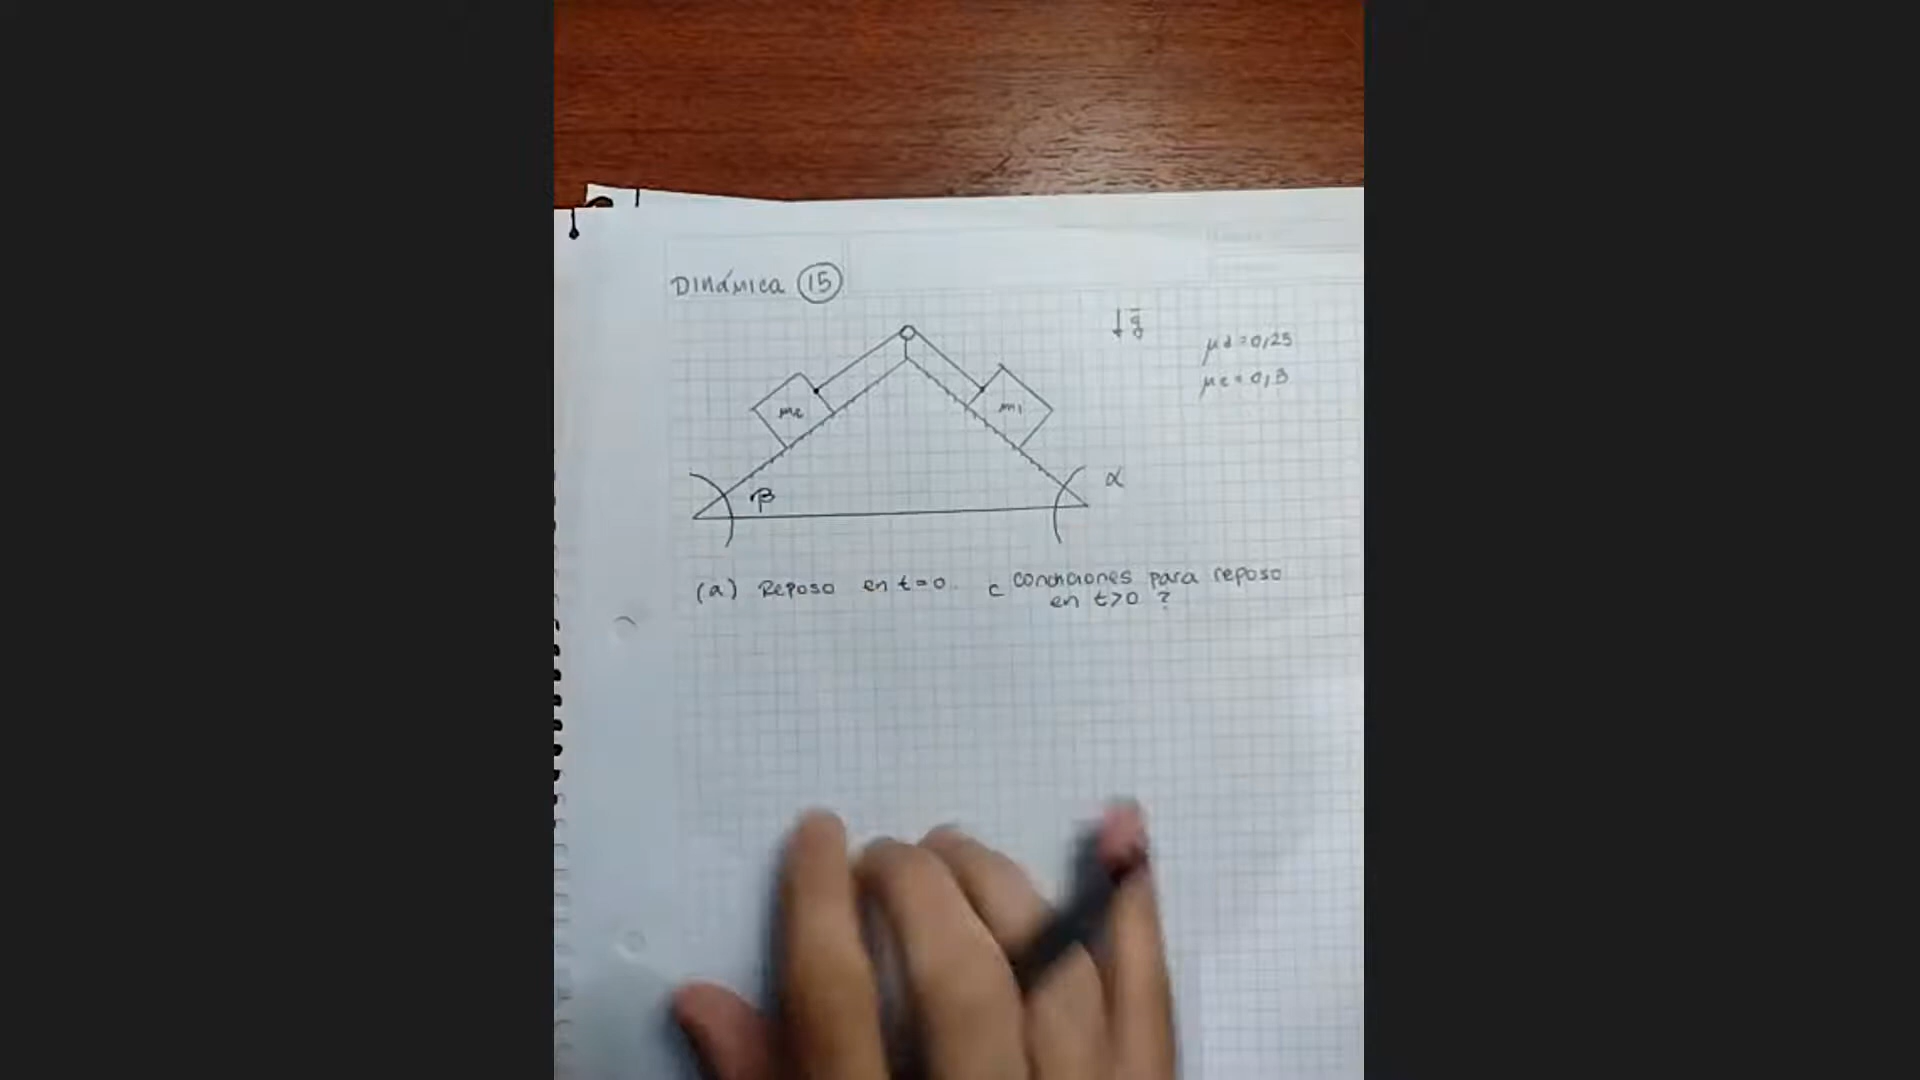 Dinámica 15
g
μd = 0,25
μe = 0,3
m2
m1
β
α
(a) Reposo en t=0. ¿ condiciones para reposo
en t>0 ?